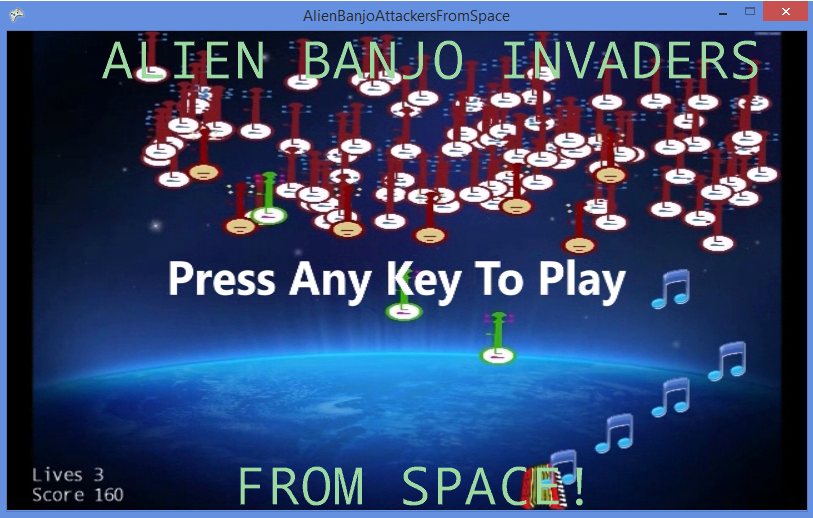 AlienBanjoAttackersFromSpace
ALIEN BANJO INVADERS
Press Any Key To Play
Lives 3
Score 160
FROM SPACE!